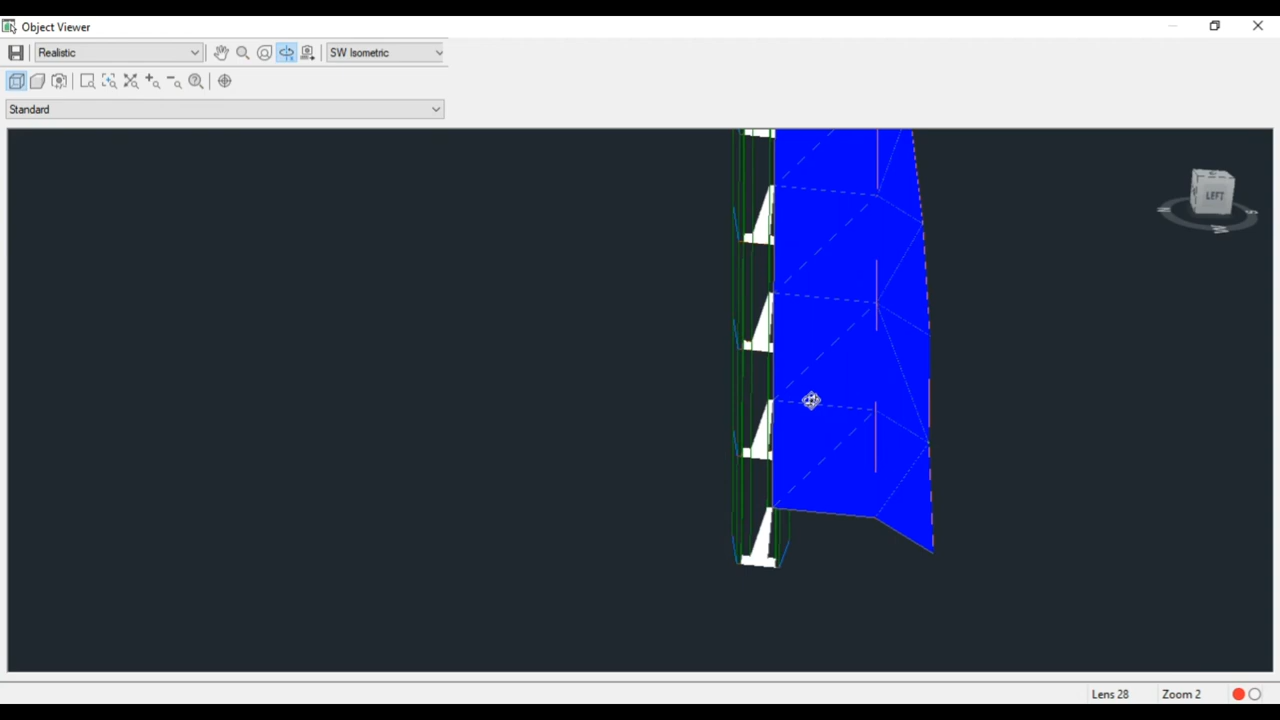 Object Viewer
Realistic
SW Isometric
Standard
LEFT
Lens 28
Zoom 2